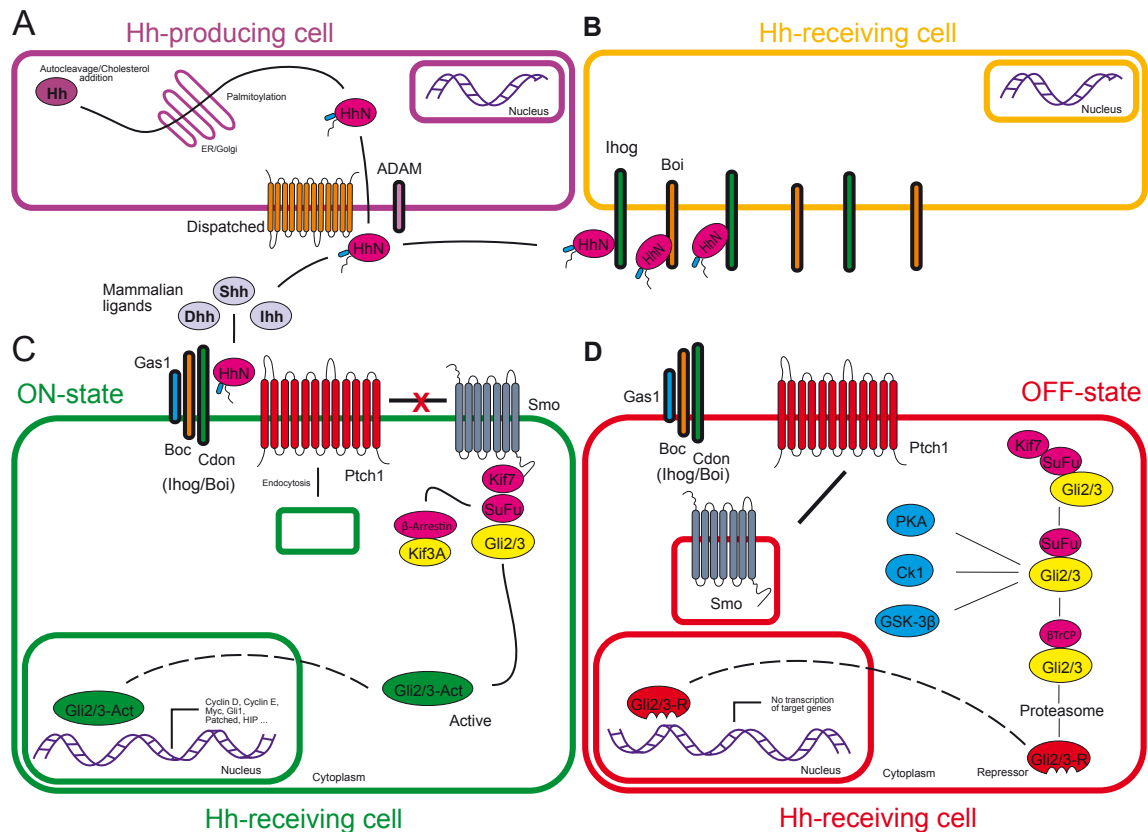 A
Hh-producing cell
Autocleavage/Cholesterol
addition
Hh
Palmitoylation
ER/Golgi
HhN
Nucleus
ADAM
Dispatched
HhN
Mammalian
ligands
Shh
Dhh
Ihh
B
Hh-receiving cell
Nucleus
Ihog
Boi
HhN
HhN
HhN
C
ON-state
Gas1
HhN
Boc
Cdon
(Ihog/Boi)
Ptch1
Endocytosis
X
Smo
Kif7
SuFu
Gli2/3
β-Arrestin
Kif3A
Gli2/3-Act
Active
Gli2/3-Act
Cyclin D, Cyclin E,
Myc, Gli1,
Patched, HIP ...
Nucleus
Cytoplasm
Hh-receiving cell
D
OFF-state
Gas1
Boc
Cdon
(Ihog/Boi)
Ptch1
Smo
Kif7
SuFu
Gli2/3
PKA
Ck1
GSK-3β
SuFu
Gli2/3
βTrCP
Gli2/3
Proteasome
Gli2/3-R
Repressor
Gli2/3-R
No transcription
of target genes
Nucleus
Cytoplasm
Hh-receiving cell